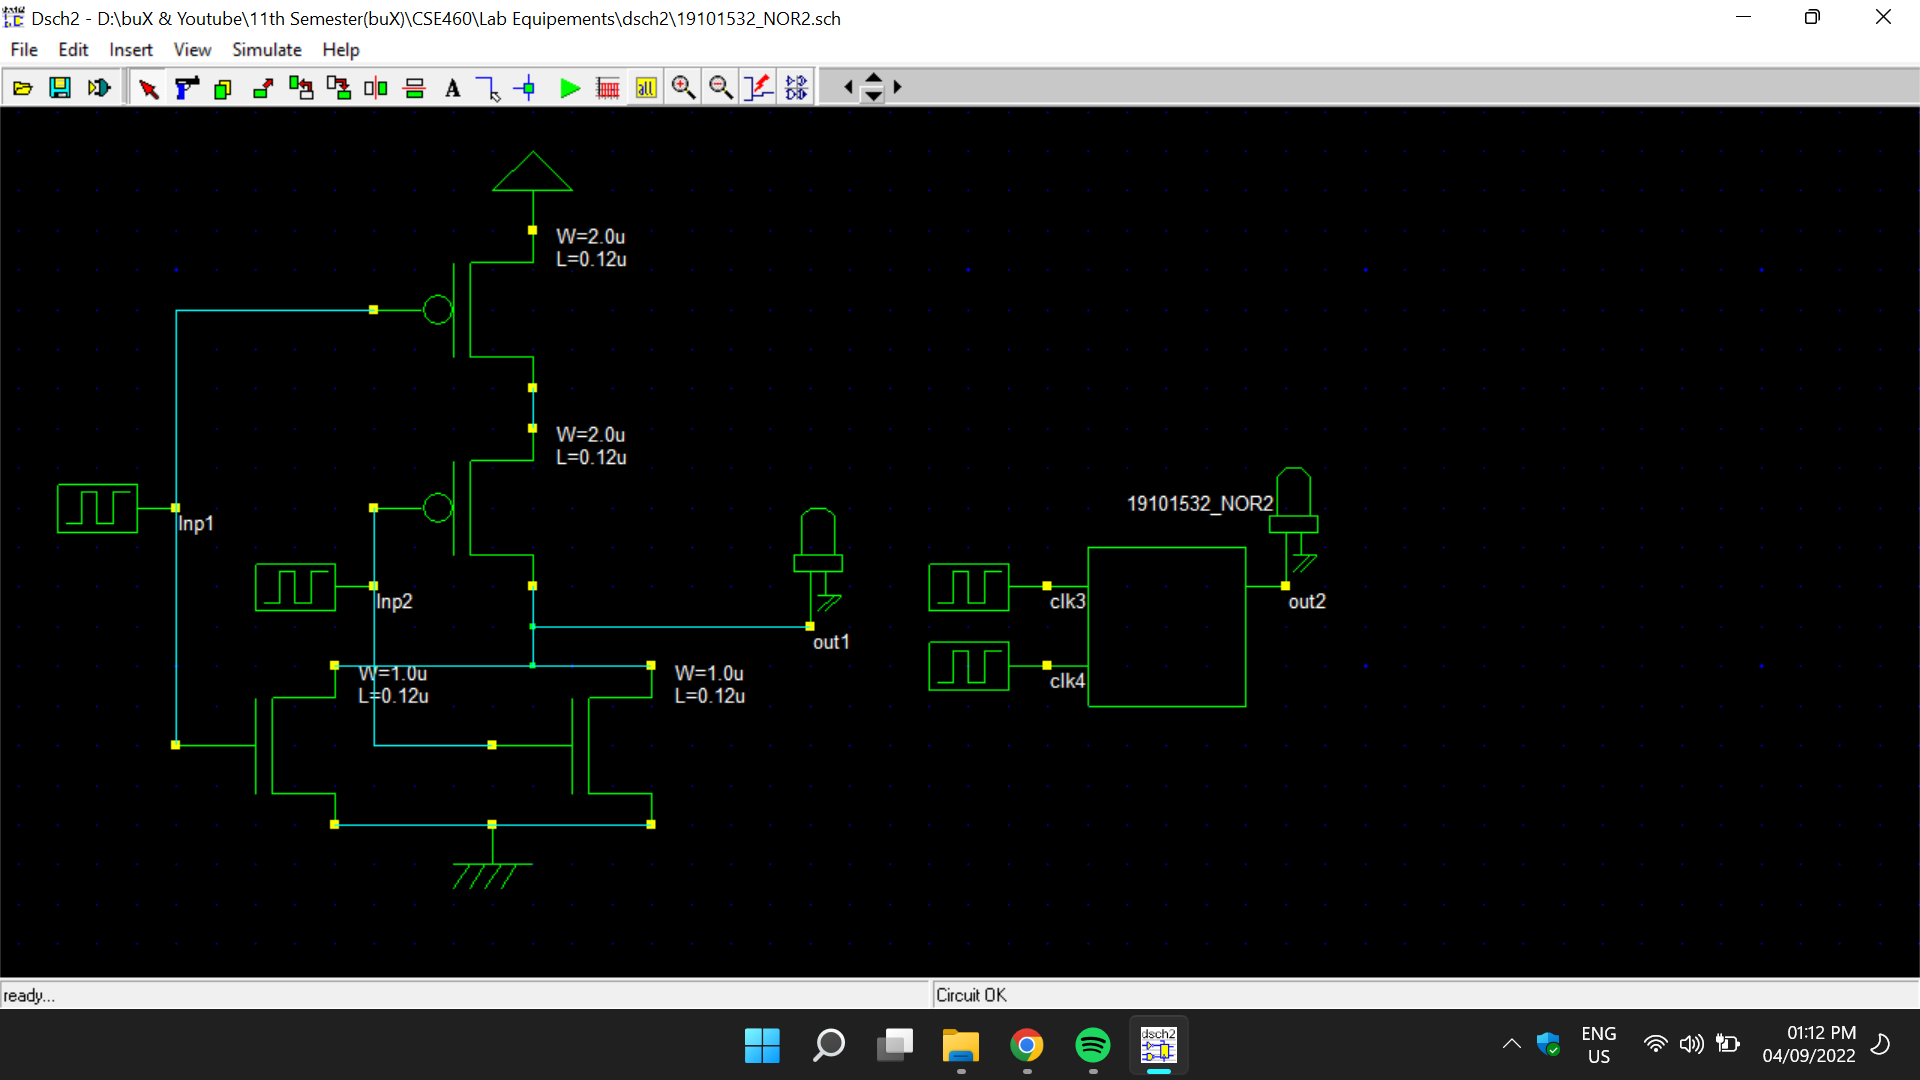 Dsch2 - D:\buX & Youtube\11th Semester(buX)\CSE460\Lab Equipements\dsch2\19101532_NOR2.sch
File Edit Insert View Simulate Help
A
all
W=2.0u
L=0.12u
W=2.0u
L=0.12u
Inp1
Inp2
out1
W=1.0u
L=0.12u
W=1.0u
L=0.12u
19101532_NOR2
clk3
clk4
out2
ready...
Circuit OK
dsch2
ENG
US
01:12 PM
04/09/2022